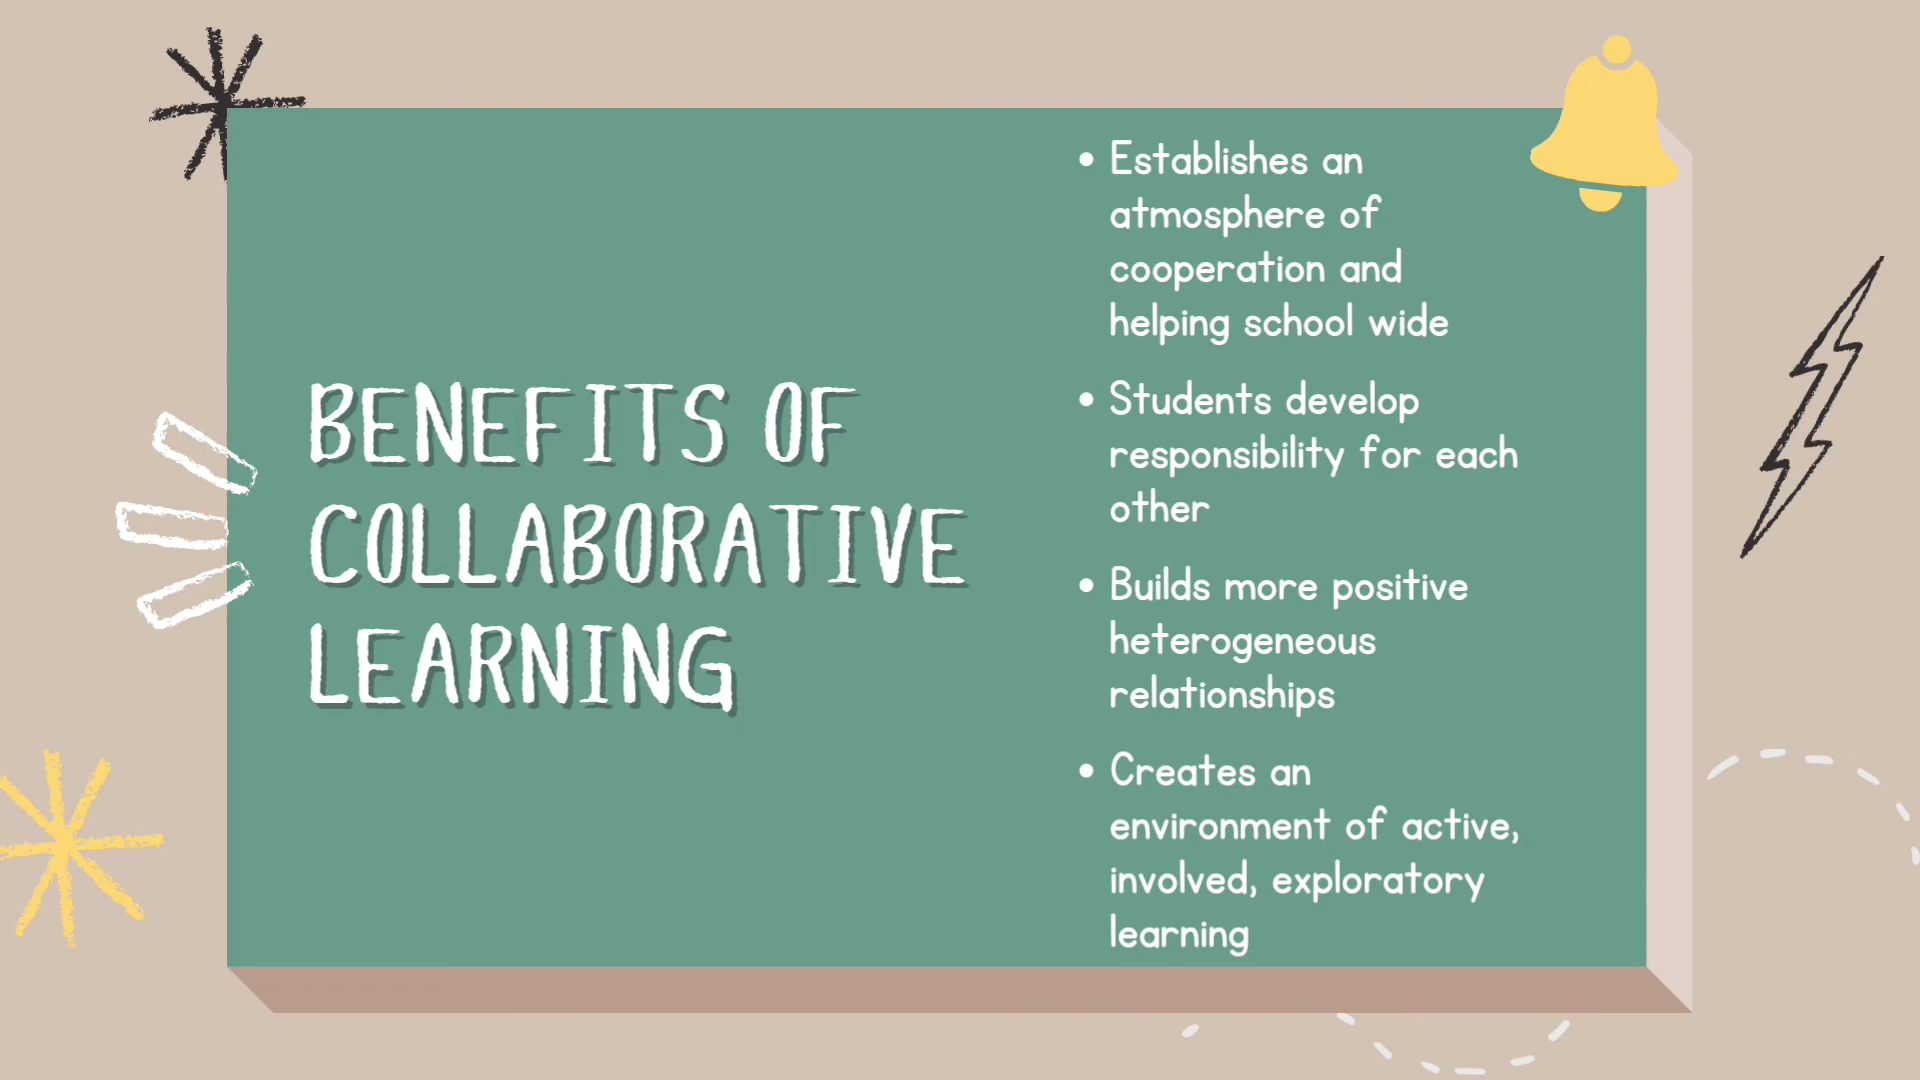 BENEFITS OF
COLLABORATIVE
LEARNING
• Establishes an
atmosphere of
cooperation and
helping school wide
• Students develop
responsibility for each
other
• Builds more positive
heterogeneous
relationships
• Creates an
environment of active,
involved, exploratory
learning